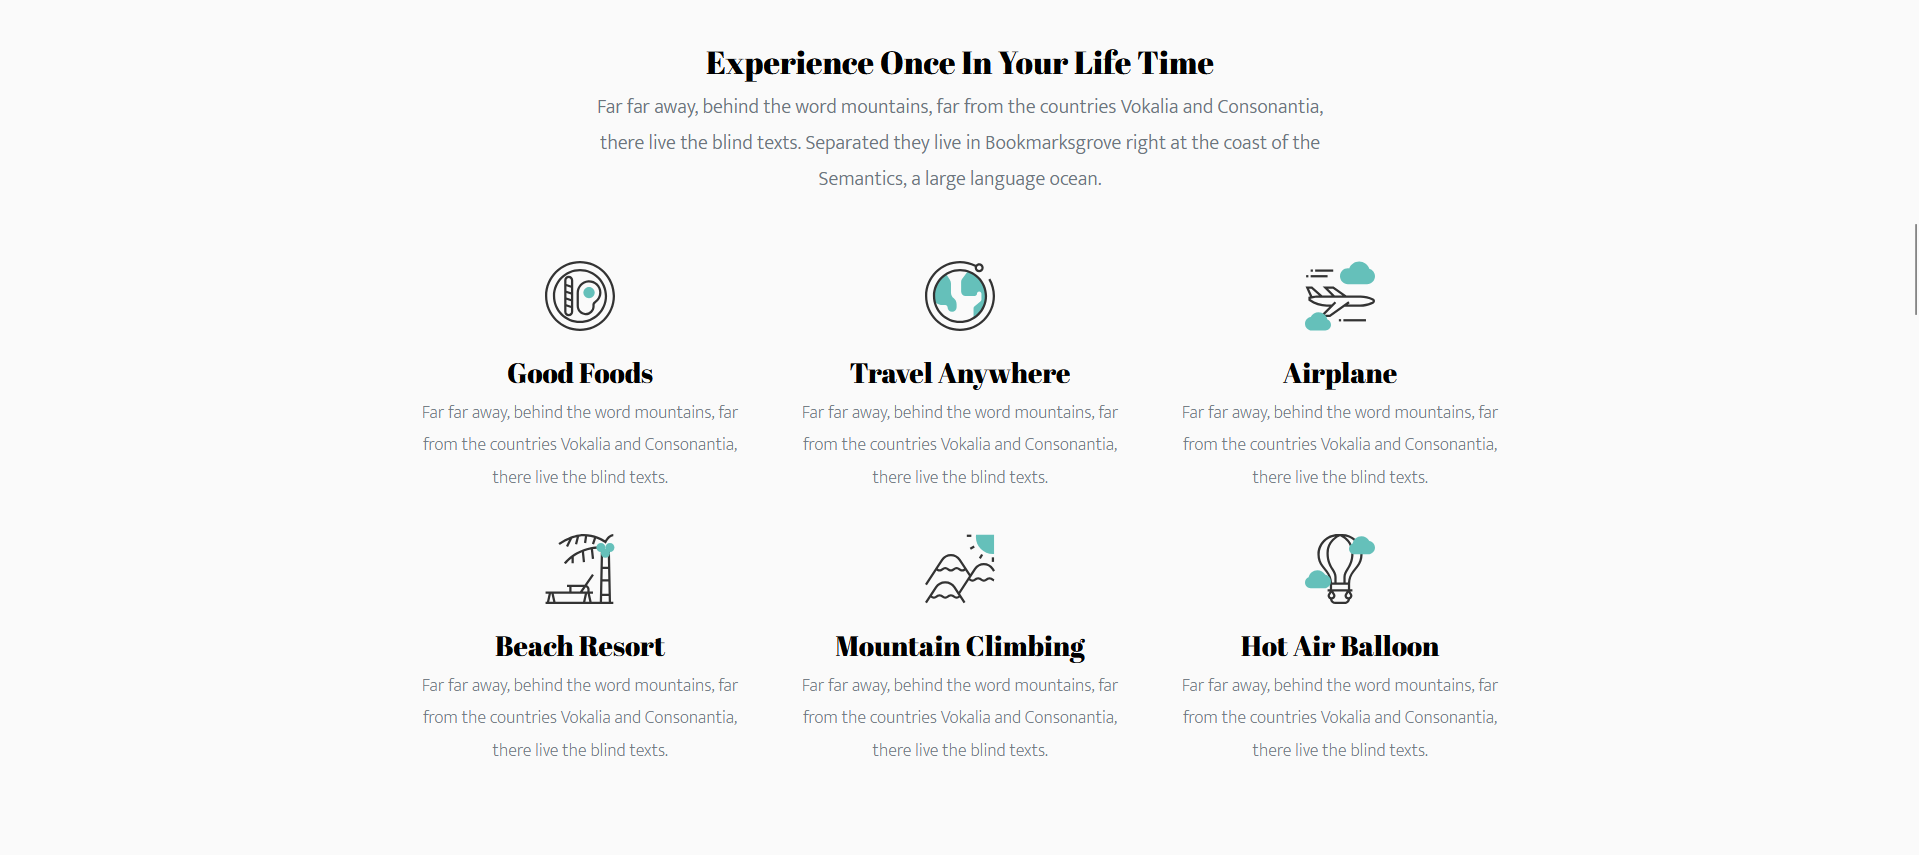 Experience Once In Your Life Time
Far far away, behind the word mountains, far from the countries Vokalia and Consonantia,
there live the blind texts. Separated they live in Bookmarksgrove right at the coast of the
Semantics, a large language ocean.
Good Foods
Far far away, behind the word mountains, far
from the countries Vokalia and Consonantia,
there live the blind texts.
Travel Anywhere
Far far away, behind the word mountains, far
from the countries Vokalia and Consonantia,
there live the blind texts.
Airplane
Far far away, behind the word mountains, far
from the countries Vokalia and Consonantia,
there live the blind texts.
Beach Resort
Far far away, behind the word mountains, far
from the countries Vokalia and Consonantia,
there live the blind texts.
Mountain Climbing
Far far away, behind the word mountains, far
from the countries Vokalia and Consonantia,
there live the blind texts.
Hot Air Balloon
Far far away, behind the word mountains, far
from the countries Vokalia and Consonantia,
there live the blind texts.